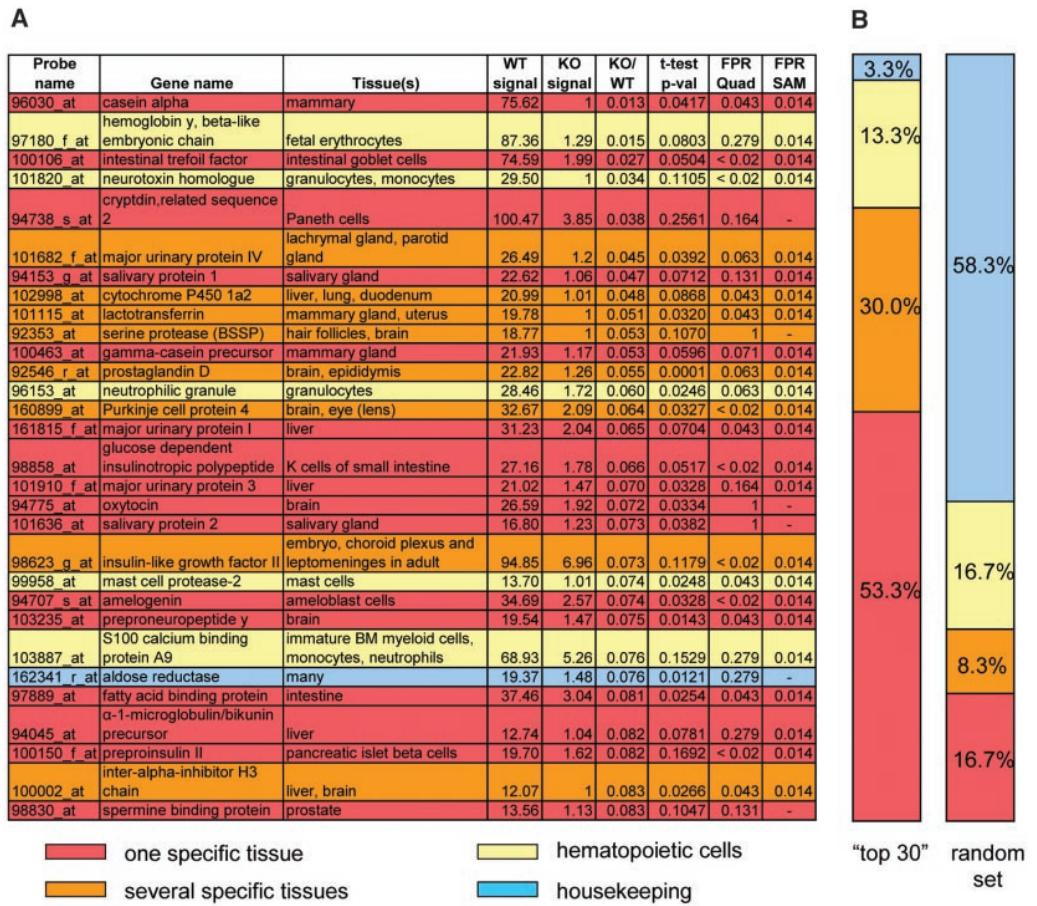 A
B
Probe name Gene name Tissue(s) WT signal KO signal KO/ WT t-test p-val FPR Quad FPR SAM
96030_at casein alpha mammary 75.62 1 0.013 0.0417 0.043 0.014
97180_f_at hemoglobin y, beta-like embryonic chain fetal erythrocytes 87.36 1.29 0.015 0.0803 0.279 0.014
100106_at intestinal trefoil factor intestinal goblet cells 74.59 1.99 0.027 0.0504 < 0.02 0.014
101820_at neurotoxin homologue granulocytes, monocytes 29.50 1 0.034 0.1105 < 0.02 0.014
94738_s_at cryptdin,related sequence 2 Paneth cells 100.47 3.85 0.038 0.2561 0.164 -
101682_f_at major urinary protein IV lachrymal gland, parotid gland 26.49 1.2 0.045 0.0392 0.063 0.014
94153_g_at salivary protein 1 salivary gland 22.62 1.06 0.047 0.0712 0.131 0.014
102998_at cytochrome P450 1a2 liver, lung, duodenum 20.99 1.01 0.048 0.0868 0.043 0.014
101115_at lactotransferrin mammary gland, uterus 19.78 1 0.051 0.0320 0.043 0.014
92353_at serine protease (BSSP) hair follicles, brain 18.77 1 0.053 0.1070 1 -
100463_at gamma-casein precursor mammary gland 21.93 1.17 0.053 0.0596 0.071 0.014
92546_r_at prostaglandin D brain, epididymis 22.82 1.26 0.055 0.0001 0.063 0.014
96153_at neutrophilic granule granulocytes 28.46 1.72 0.060 0.0246 0.063 0.014
160899_at Purkinje cell protein 4 brain, eye (lens) 32.67 2.09 0.064 0.0327 < 0.02 0.014
161815_f_at major urinary protein I liver 31.23 2.04 0.065 0.0704 0.043 0.014
98858_at glucose dependent insulinotropic polypeptide K cells of small intestine 27.16 1.78 0.066 0.0517 < 0.02 0.014
101910_f_at major urinary protein 3 liver 21.02 1.47 0.070 0.0328 0.164 0.014
94775_at oxytocin brain 26.59 1.92 0.072 0.0334 1 -
101636_at salivary protein 2 salivary gland 16.80 1.23 0.073 0.0382 1 -
98623_g_at insulin-like growth factor II embryo, choroid plexus and leptomeninges in adult 94.85 6.96 0.073 0.1179 < 0.02 0.014
99958_at mast cell protease-2 mast cells 13.70 1.01 0.074 0.0248 0.043 0.014
94707_s_at amelogenin ameloblast cells 34.69 2.57 0.074 0.0328 < 0.02 0.014
103235_at preproneuropeptide y brain 19.54 1.47 0.075 0.0143 0.043 0.014
103887_at S100 calcium binding protein A9 immature BM myeloid cells, monocytes, neutrophils 68.93 5.26 0.076 0.1529 0.279 0.014
162341_r_at aldose reductase many 19.37 1.48 0.076 0.0121 0.279 -
97889_at fatty acid binding protein intestine 37.46 3.04 0.081 0.0254 0.043 0.014
94045_at α-1-microglobulin/bikunin precursor liver 12.74 1.04 0.082 0.0781 0.279 0.014
100150_f_at preproinsulin II pancreatic islet beta cells 19.70 1.62 0.082 0.1692 < 0.02 0.014
100002_at inter-alpha-inhibitor H3 chain liver, brain 12.07 1 0.083 0.0266 0.043 0.014
98830_at spermine binding protein prostate 13.56 1.13 0.083 0.1047 0.131 -
3.3%
13.3%
30.0%
53.3%
58.3%
16.7%
8.3%
16.7%
"top 30"
random
set
one specific tissue
several specific tissues
hematopoietic cells
housekeeping